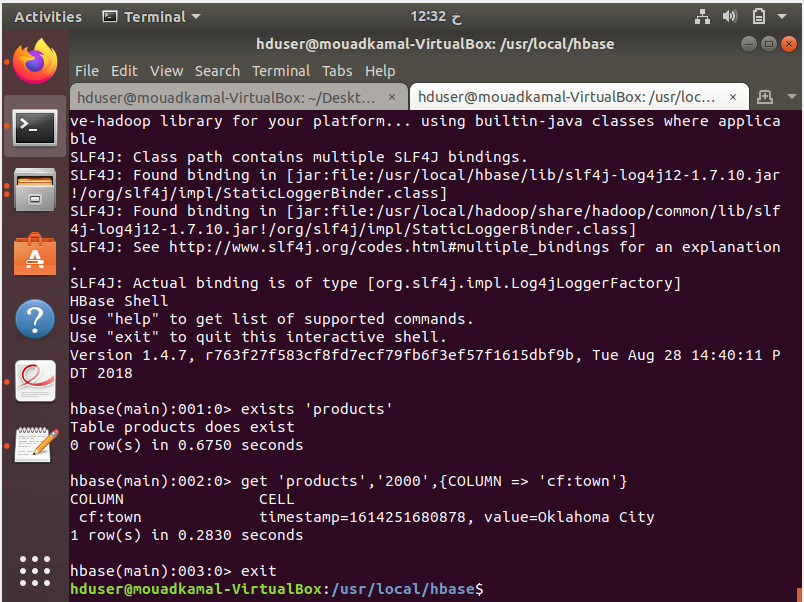 Activities Terminal 12:32 خ
hduser@mouadkamal-VirtualBox: /usr/local/hbase
File Edit View Search Terminal Tabs Help
hduser@mouadkamal-VirtualBox: ~/Deskt... × hduser@mouadkamal-VirtualBox: /usr/loc... ×
ve-hadoop library for your platform... using builtin-java classes where applica
ble
SLF4J: Class path contains multiple SLF4J bindings.
SLF4J: Found binding in [jar:file:/usr/local/hbase/lib/slf4j-log4j12-1.7.10.jar
!/org/slf4j/impl/StaticLoggerBinder.class]
SLF4J: Found binding in [jar:file:/usr/local/hadoop/share/hadoop/common/lib/slf
4j-log4j12-1.7.10.jar!/org/slf4j/impl/StaticLoggerBinder.class]
SLF4J: See http://www.slf4j.org/codes.html#multiple_bindings for an explanation
.
SLF4J: Actual binding is of type [org.slf4j.impl.Log4jLoggerFactory]
HBase Shell
Use "help" to get list of supported commands.
Use "exit" to quit this interactive shell.
Version 1.4.7, r763f27f583cf8fd7ecf79fb6f3ef57f1615dbf9b, Tue Aug 28 14:40:11 P
DT 2018
hbase(main):001:0> exists 'products'
Table products does exist
0 row(s) in 0.6750 seconds
hbase(main):002:0> get 'products','2000',{COLUMN => 'cf:town'}
COLUMN CELL
cf:town timestamp=1614251680878, value=Oklahoma City
1 row(s) in 0.2830 seconds
hbase(main):003:0> exit
hduser@mouadkamal-VirtualBox:/usr/local/hbase$